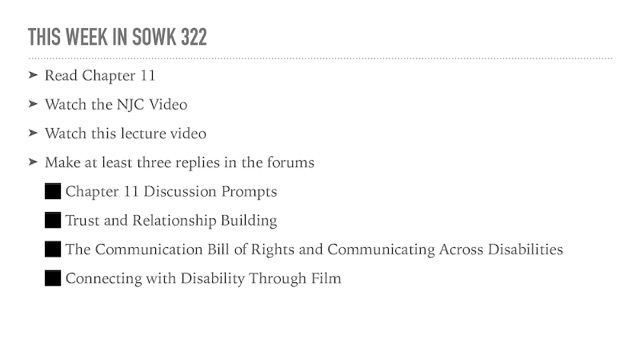 THIS WEEK IN SOWK 322
➤ Read Chapter 11
➤ Watch the NJC Video
➤ Watch this lecture video
➤ Make at least three replies in the forums
■ Chapter 11 Discussion Prompts
■ Trust and Relationship Building
■ The Communication Bill of Rights and Communicating Across Disabilities
■ Connecting with Disability Through Film